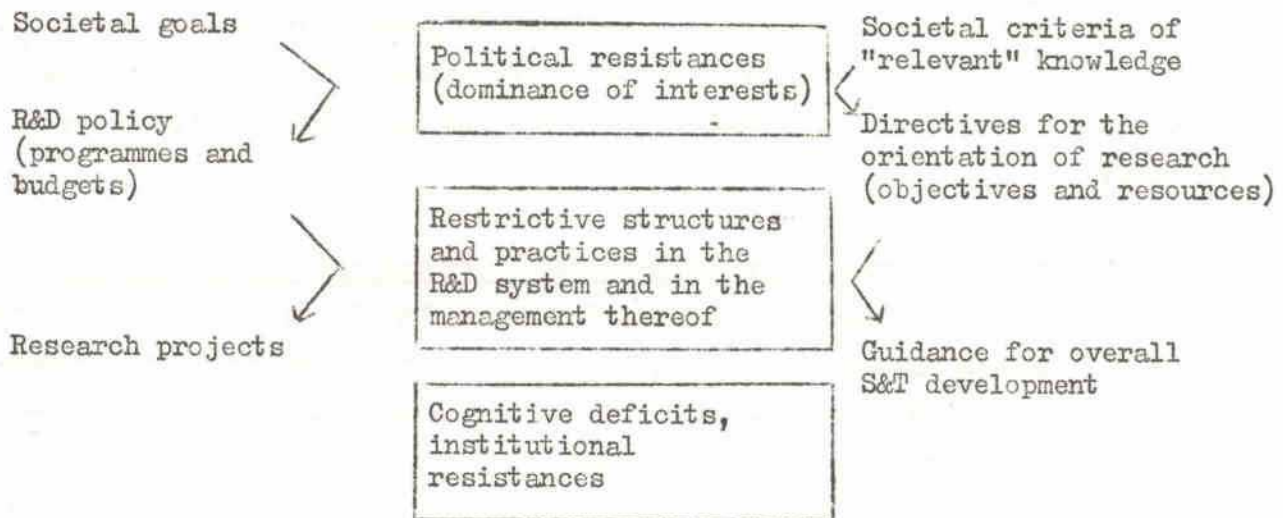 Societal goals
R&D policy
(programmes and
budgets)
Research projects
Political resistances
(dominance of interests)
Restrictive structures
and practices in the
R&D system and in the
management thereof
Cognitive deficits,
institutional
resistances
Societal criteria of
"relevant" knowledge
Directives for the
orientation of research
(objectives and resources)
Guidance for overall
S&T development